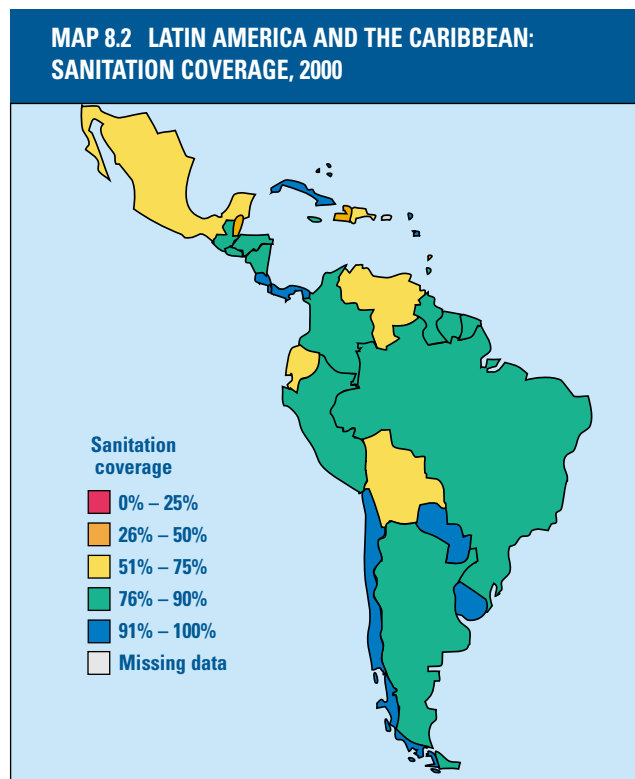 MAP 8.2 LATIN AMERICA AND THE CARIBBEAN:
SANITATION COVERAGE, 2000
Sanitation
coverage
0% – 25%
26% – 50%
51% – 75%
76% – 90%
91% – 100%
Missing data